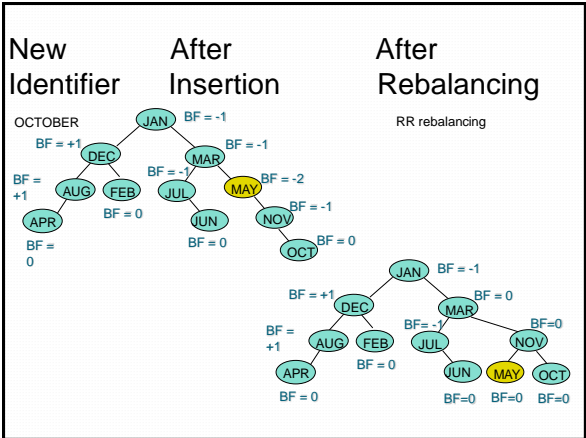 New After After
Identifier Insertion Rebalancing
OCTOBER
RR rebalancing
JAN BF = -1
BF = +1 DEC
MAR BF = -1
BF =
+1
AUG FEB
BF = -1 JUL
MAY BF = -2
BF = 0
APR
BF =
0
JUN
BF = 0
NOV BF = -1
OCT BF = 0
JAN BF = -1
BF = +1 DEC
MAR BF = 0
BF =
+1
AUG FEB
BF = 0
BF= -1 JUL
BF=0
NOV
APR
BF = 0
JUN MAY OCT
BF=0 BF=0 BF=0